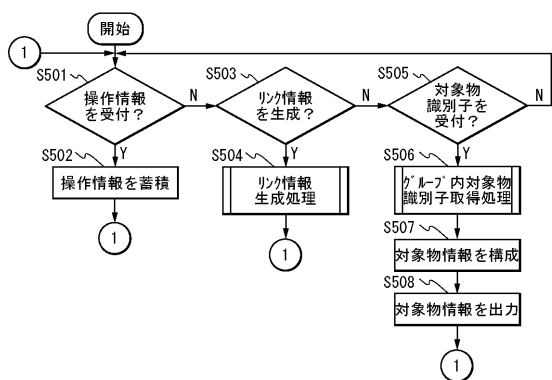 開始
1
S501
操作情報
を受付？
N
Y
S502
操作情報を蓄積
1
S503
リンク情報
を生成？
N
Y
S504
リンク情報
生成処理
1
S505
対象物
識別子を
受付？
N
Y
S506
グループ内対象物
識別子取得処理
S507
対象物情報を構成
S508
対象物情報を出力
1